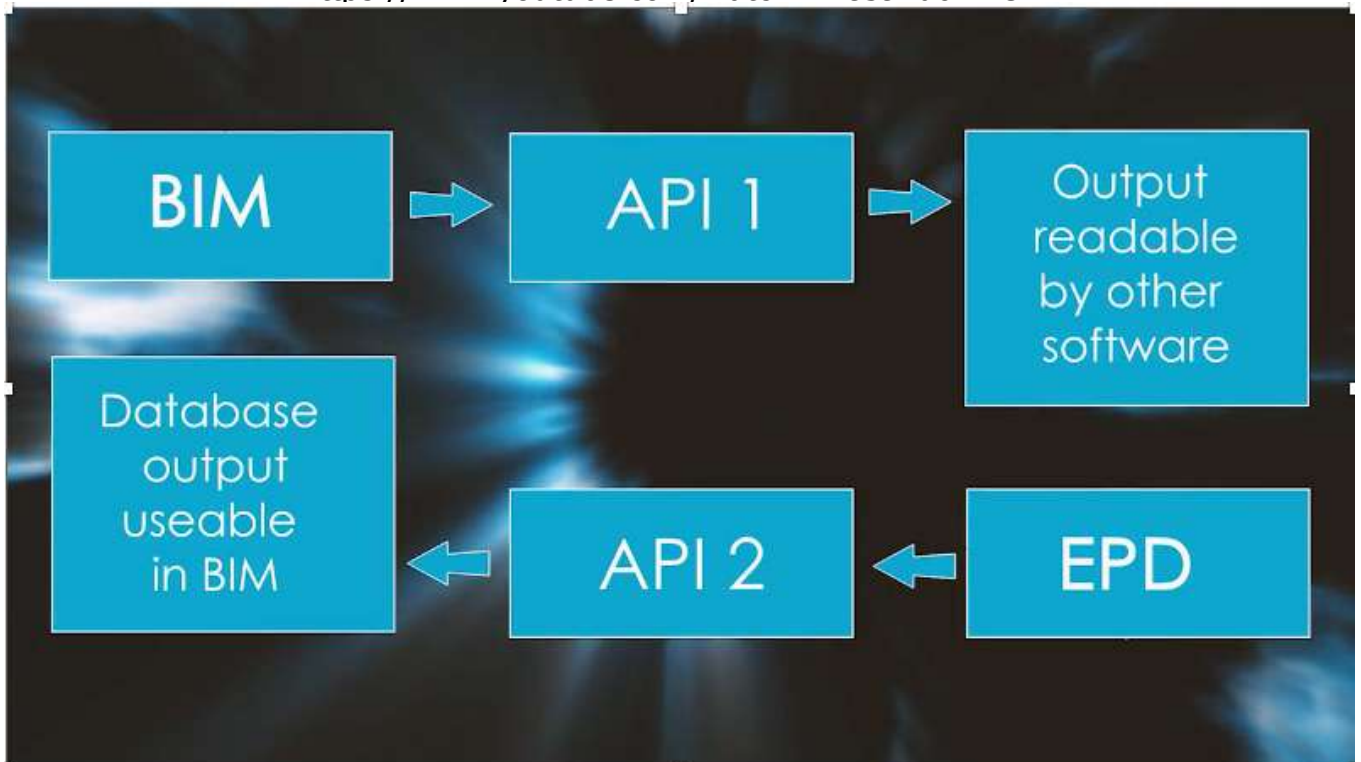 BIM
API 1
Output
readable
by other
software
Database
output
useable
in BIM
API 2
EPD